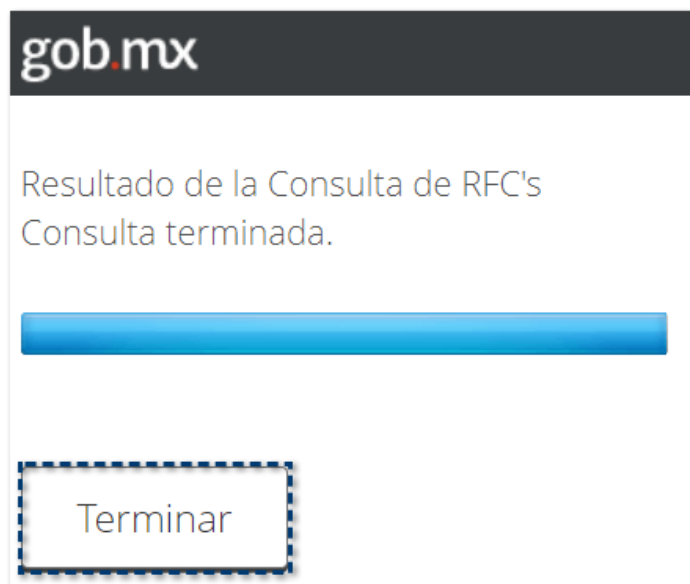 gob.mx
Resultado de la Consulta de RFC's
Consulta terminada.
Terminar